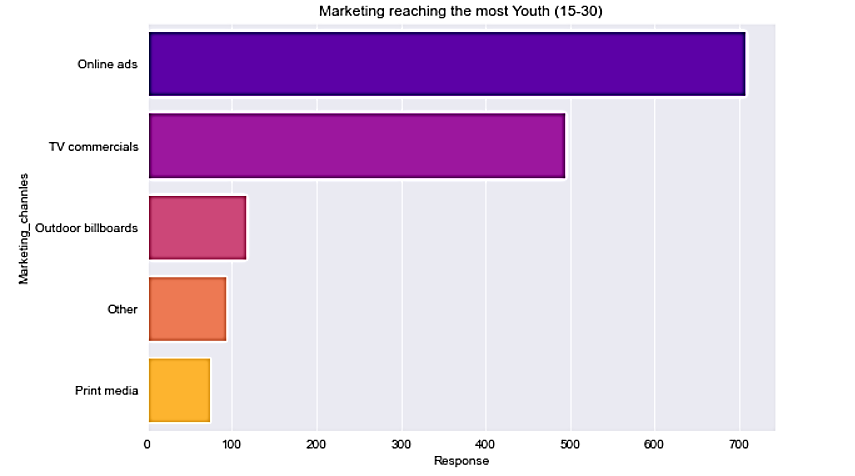 Marketing reaching the most Youth (15-30)
Online ads
TV commercials
Outdoor billboards
Other
Print media
Marketing_channles
0 100 200 300 400 500 600 700
Response